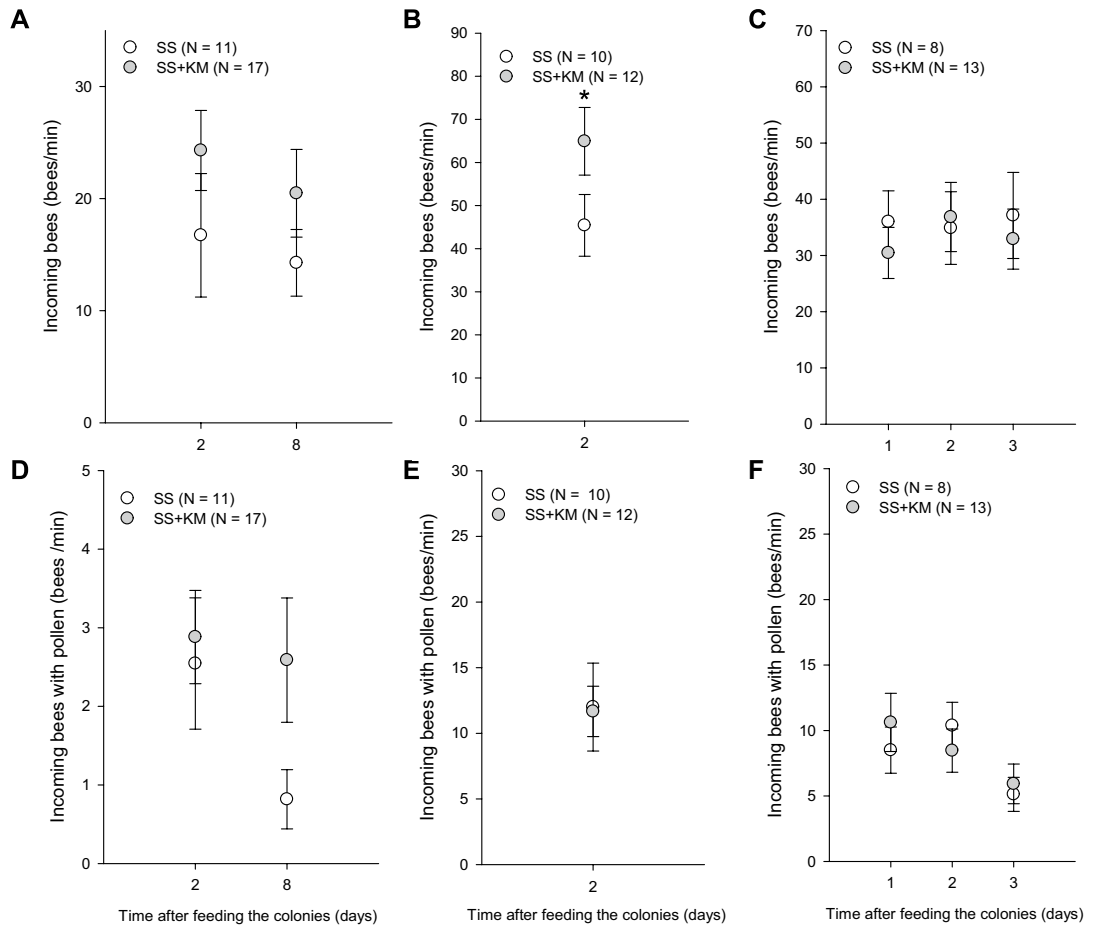 A
SS (N = 11)
SS+KM (N = 17)
Incoming bees (bees/min)
30
20
10
0
2 8
B
SS (N = 10)
SS+KM (N = 12)
*
Incoming bees (bees/min)
90
80
70
60
50
40
30
20
10
0
2
C
SS (N = 8)
SS+KM (N = 13)
Incoming bees (bees/min)
70
60
50
40
30
20
10
0
1 2 3
D
SS (N = 11)
SS+KM (N = 17)
Incoming bees with pollen (bees /min)
5
4
3
2
1
0
2 8
Time after feeding the colonies (days)
E
SS (N = 10)
SS+KM (N = 12)
Incoming bees with pollen (bees/min)
30
25
20
15
10
5
0
2
Time after feeding the colonies (days)
F
SS (N = 8)
SS+KM (N = 13)
Incoming bees with pollen (bees/min)
30
25
20
15
10
5
0
1 2 3
Time after feeding the colonies (days)